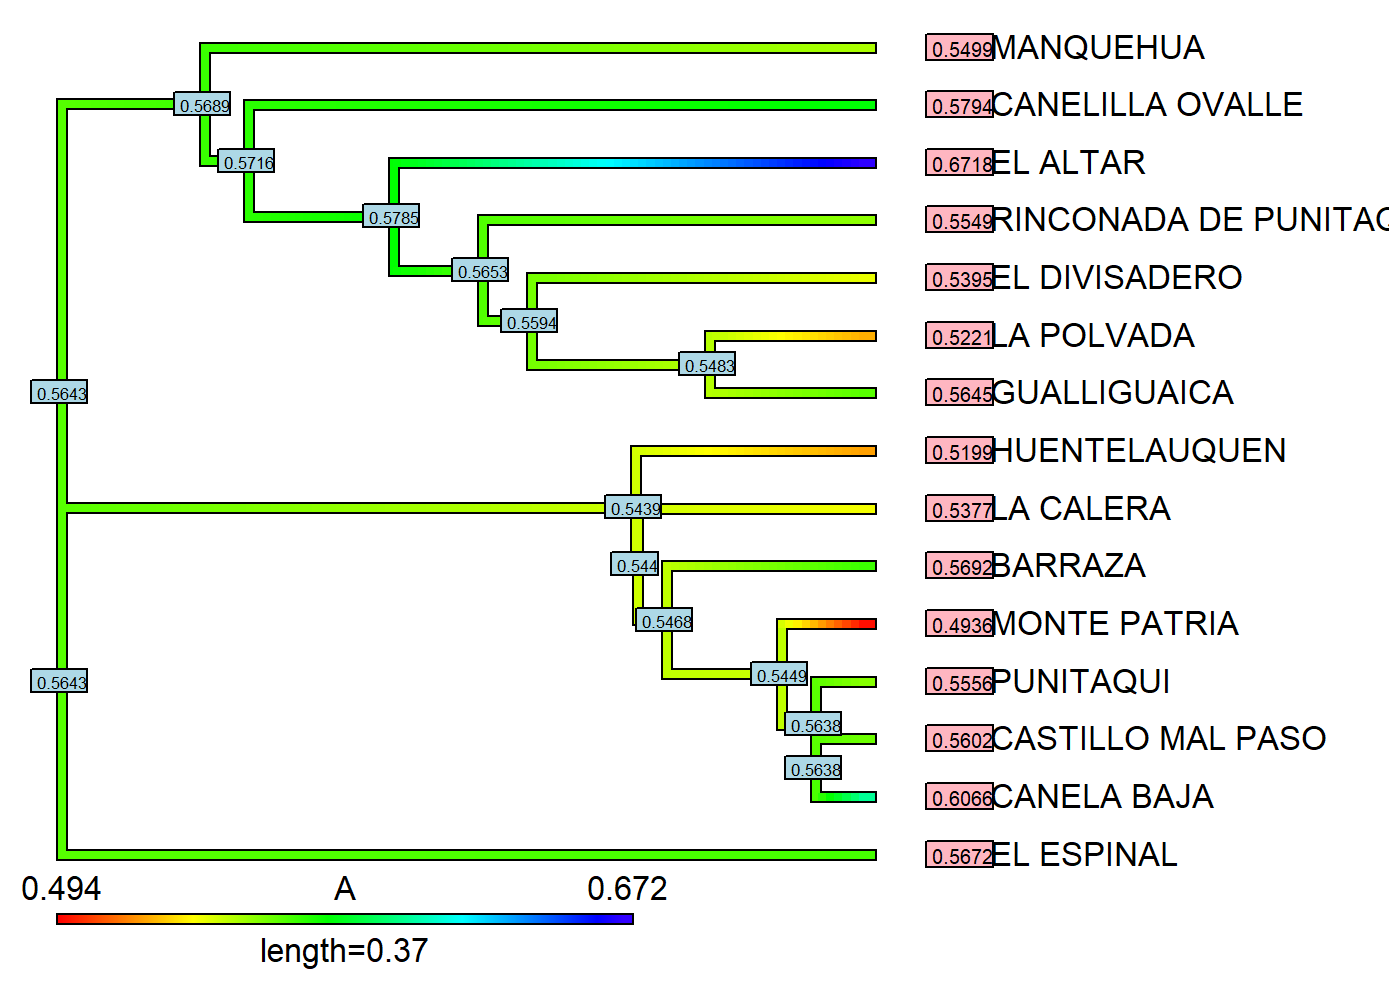 0.5499 MANQUEHUA
0.5689
0.5794 CANELILLA OVALLE
0.5716
0.6718 EL ALTAR
0.5785
0.5549 RINCONADA DE PUNITAQ
0.5653
0.5395 EL DIVISADERO
0.5594
0.5221 LA POLVADA
0.5483
0.5643
0.5645 GUALLIGUAICA
0.5199 HUENTELAUQUEN
0.5439
0.5377 LA CALERA
0.544
0.5692 BARRAZA
0.5468
0.4936 MONTE PATRIA
0.5449
0.5643
0.5556 PUNITAQUI
0.5638
0.5602 CASTILLO MAL PASO
0.5638
0.6066 CANELA BAJA
0.5672 EL ESPINAL
0.494 A 0.672
length=0.37